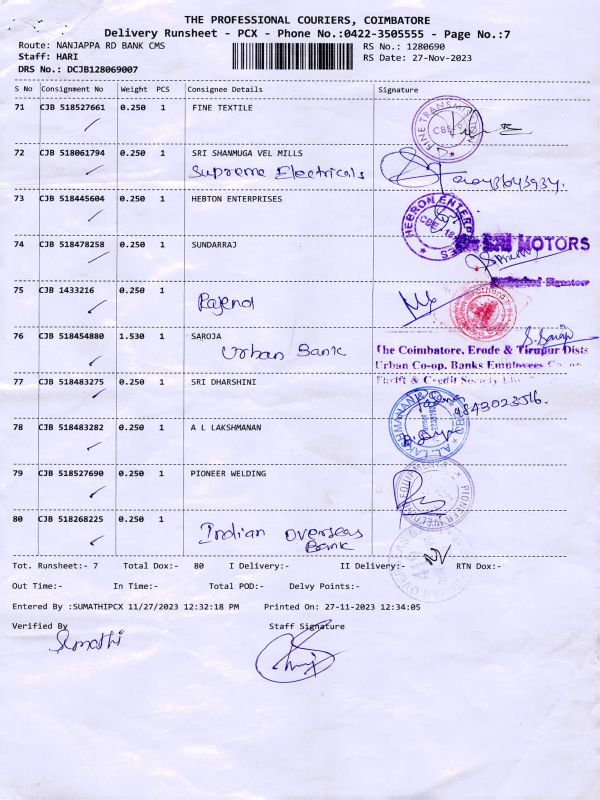 THE PROFESSIONAL COURIERS, COIMBATORE
Delivery Runsheet - PCX - Phone No.:0422-3505555 - Page No.:7
Route: NANJAPPA RD BANK CMS
RS No.: 1280690
Staff: HARI
RS Date: 27-Nov-2023
DRS No.: DCJB128069007
S No Consignment No Weight PCS Consignee Details Signature
71 CJB 518527661 0.250 1 FINE TEXTILE
72 CJB 518061794 0.250 1 SRI SHANMUGA VEL MILLS
Supreme Electricals
73 CJB 518445604 0.250 1 HEBTON ENTERPRISES
HEBRON ENTERPRISES
74 CJB 518478258 0.250 1 SUNDARRAJ
SRI MOTORS
Authorised Signatory
75 CJB 1433216 0.250 1
Rajend
76 CJB 518454880 1.530 1 SAROJA
Urban Bank
The Coimbatore, Erode & Tirupur Dists
Urban Co-op. Banks Employees Co-op
Thrift & Credit Society
77 CJB 518483275 0.250 1 SRI DHARSHINI
9843023516.
78 CJB 518483282 0.250 1 A L LAKSHMANAN
79 CJB 518527690 0.250 1 PIONEER WELDING
80 CJB 518268225 0.250 1
Indian Overseas
Bank
Tot. Runsheet:- 7 Total Dox:- 80 I Delivery:- II Delivery:- RTN Dox:-
Out Time:- In Time:- Total POD:- Delvy Points:-
Entered By :SUMATHIPCX 11/27/2023 12:32:18 PM Printed On: 27-11-2023 12:34:05
Verified By Staff Signature
Sumathi